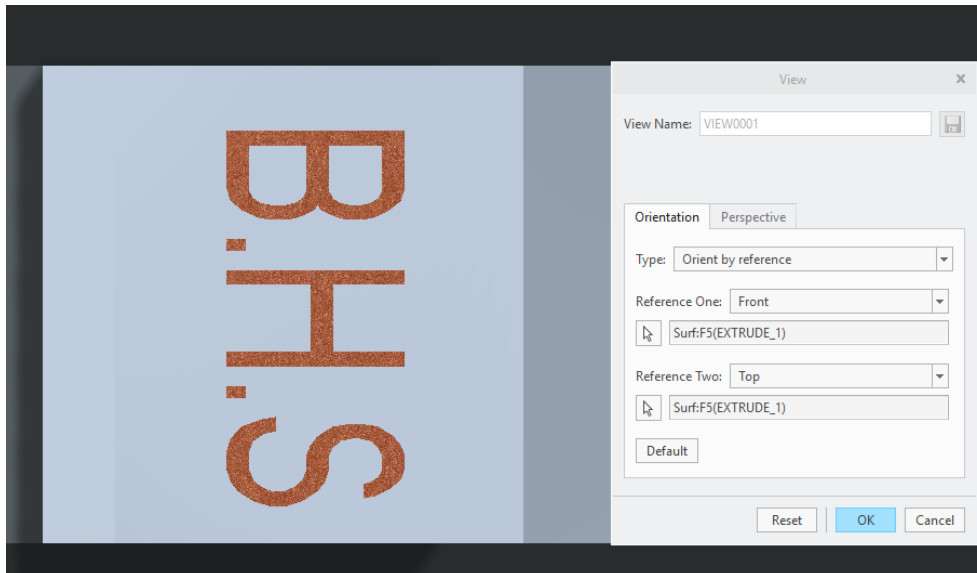 B.H.S
View
View Name: VIEW0001
Orientation Perspective
Type: Orient by reference
Reference One: Front
Surf:F5(EXTRUDE_1)
Reference Two: Top
Surf:F5(EXTRUDE_1)
Default
Reset OK Cancel